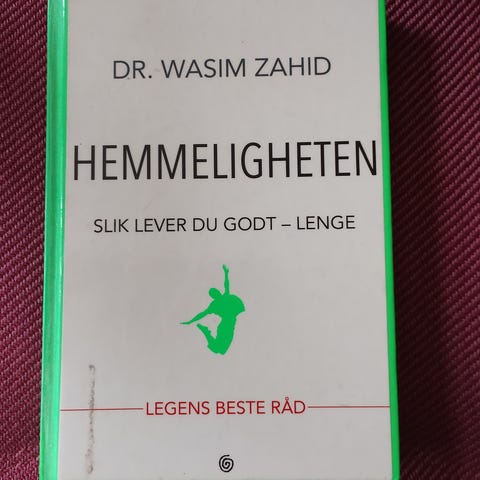 DR. WASIM ZAHID
HEMMELIGHETEN
SLIK LEVER DU GODT – LENGE
LEGENS BESTE RÅD